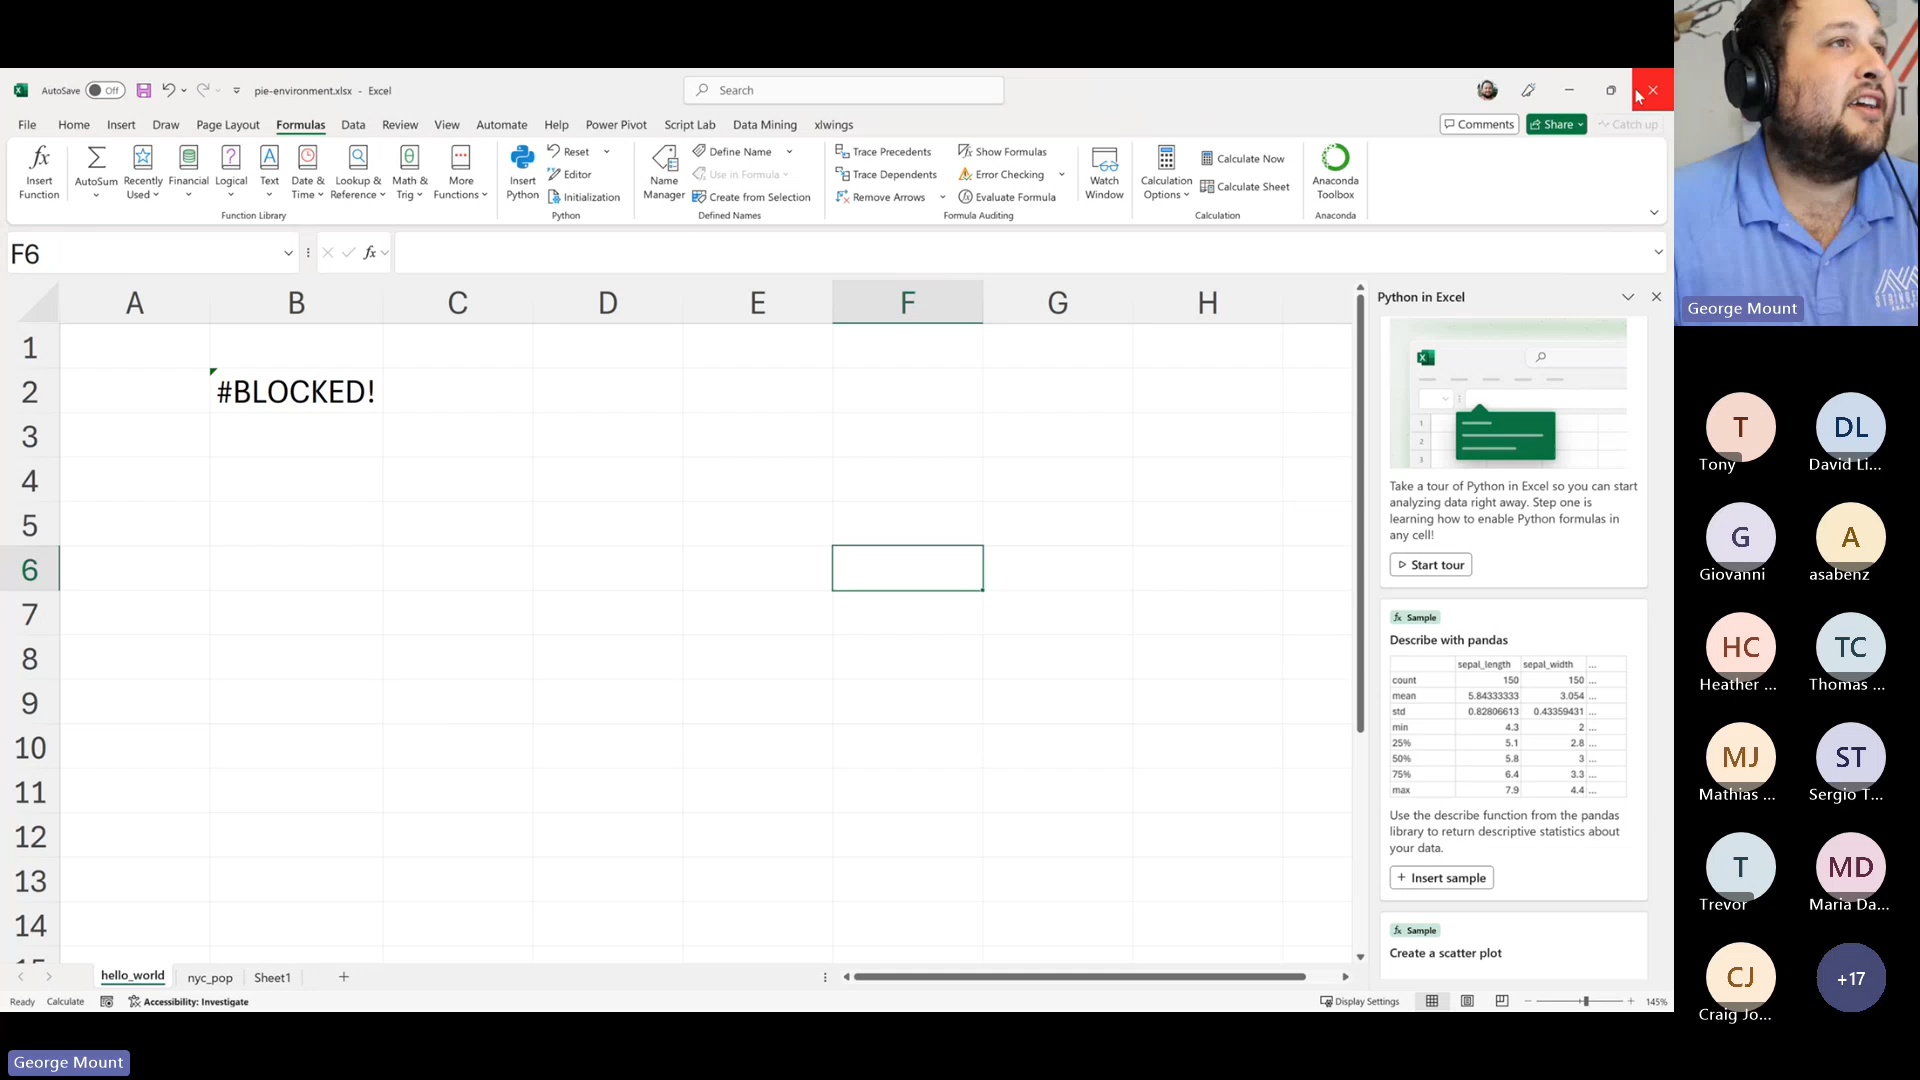 AutoSave Off pie-environment.xlsx - Excel
Search
File Home Insert Draw Page Layout Formulas Data Review View Automate Help Power Pivot Script Lab Data Mining xlwings
Comments Share Catch up
fx Insert Function
AutoSum
Recently Used
Financial
Logical
Text
Date & Time
Lookup & Reference
Math & Trig
More Functions
Function Library
Insert Python
Reset
Editor
Initialization
Python
Name Manager
Define Name
Use in Formula
Create from Selection
Defined Names
Trace Precedents
Trace Dependents
Remove Arrows
Show Formulas
Error Checking
Evaluate Formula
Formula Auditing
Watch Window
Calculation Options
Calculate Now
Calculate Sheet
Calculation
Anaconda Toolbox
Anaconda
F6
fx
A B C D E F G H
1
2 #BLOCKED!
3
4
5
6
7
8
9
10
11
12
13
14
15
Python in Excel
1
2
3
Take a tour of Python in Excel so you can start
analyzing data right away. Step one is
learning how to enable Python formulas in
any cell!
Start tour
fx Sample
Describe with pandas
sepal_length sepal_width ...
count 150 150 ...
mean 5.84333333 3.054 ...
std 0.82806613 0.43359431 ...
min 4.3 2 ...
25% 5.1 2.8 ...
50% 5.8 3 ...
75% 6.4 3.3 ...
max 7.9 4.4 ...
Use the describe function from the pandas
library to return descriptive statistics about
your data.
+ Insert sample
fx Sample
Create a scatter plot
hello_world nyc_pop Sheet1 +
Ready Calculate Accessibility: Investigate
Display Settings
145%
George Mount
T
Tony
DL
David Li...
G
Giovanni
A
asabenz
HC
Heather ...
TC
Thomas ...
MJ
Mathias ...
ST
Sergio T...
T
Trevor
MD
Maria Da...
CJ
Craig Jo...
+17
George Mount